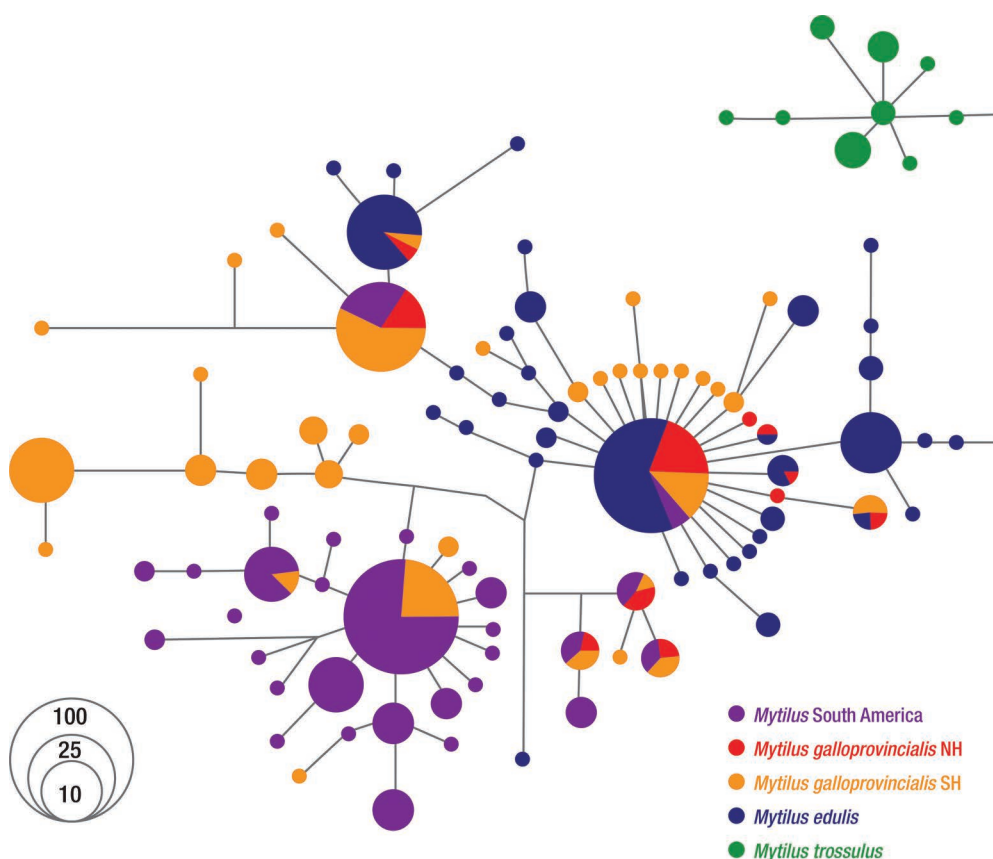 100
25
10
Mytilus South America
Mytilus galloprovincialis NH
Mytilus galloprovincialis SH
Mytilus edulis
Mytilus trossulus